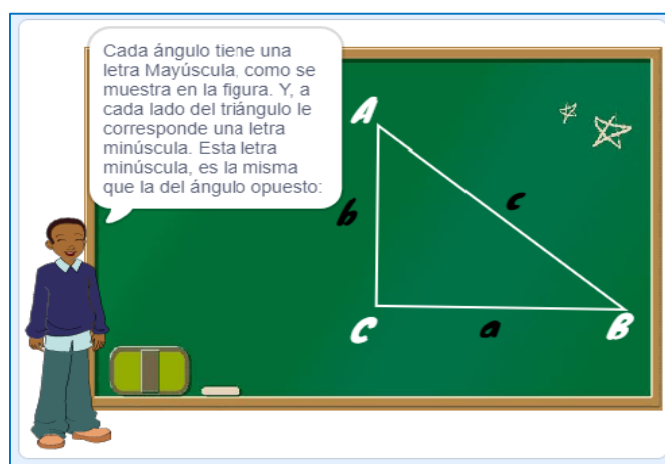 Cada ángulo tiene una
letra Mayúscula, como se
muestra en la figura. Y, a
cada lado del triángulo le
corresponde una letra
minúscula. Esta letra
minúscula, es la misma
que la del ángulo opuesto:
A
b
c
C
a
B